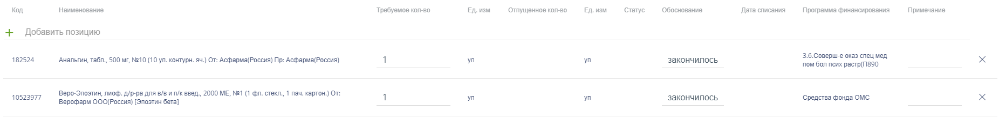 Код Наименование Требуемое кол-во Ед. изм Отпущенное кол-во Ед. изм Статус Обоснование Дата списания Программа финансирования Примечание
+ Добавить позицию
182524 Анальгин, табл., 500 мг, №10 (10 уп. контурн. яч.) От: Асфарма(Россия) Пр: Асфарма(Россия) 1 уп уп закончилось 3.6.Соверш-е оказ спец мед
пом бол псих растр(П890
10523977 Веро-Эпоэтин, лиоф. д/р-ра для в/в и п/к введ., 2000 МЕ, №1 (1 фл. стекл., 1 пач. картон.) От:
Верофарм ООО(Россия) [Эпоэтин бета] 1 уп уп закончилось Средства фонда ОМС